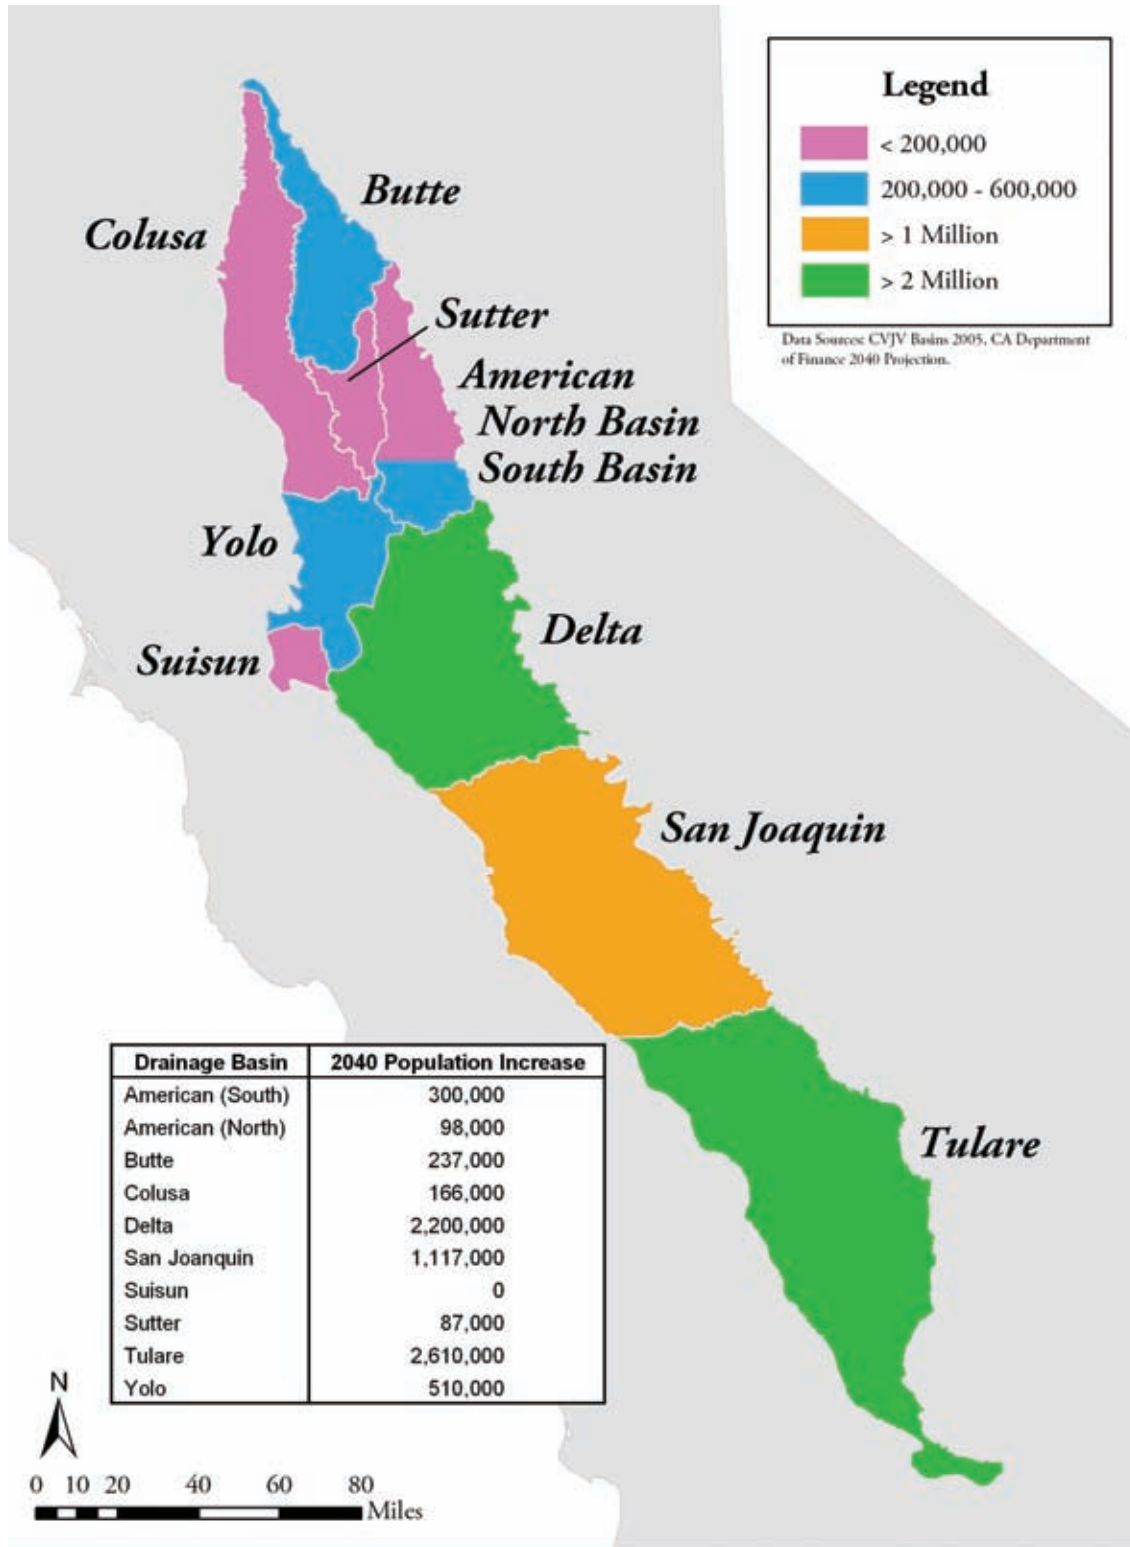 Legend
< 200,000
200,000 - 600,000
> 1 Million
> 2 Million
Data Sources: CVJV Basins 2005, CA Department
of Finance 2040 Projection.
Butte
Colusa
Sutter
American
North Basin
South Basin
Yolo
Delta
Suisun
San Joaquin
Tulare
Drainage Basin 2040 Population Increase
American (South) 300,000
American (North) 98,000
Butte 237,000
Colusa 166,000
Delta 2,200,000
San Joanquin 1,117,000
Suisun 0
Sutter 87,000
Tulare 2,610,000
Yolo 510,000
N
0 10 20 40 60 80
Miles